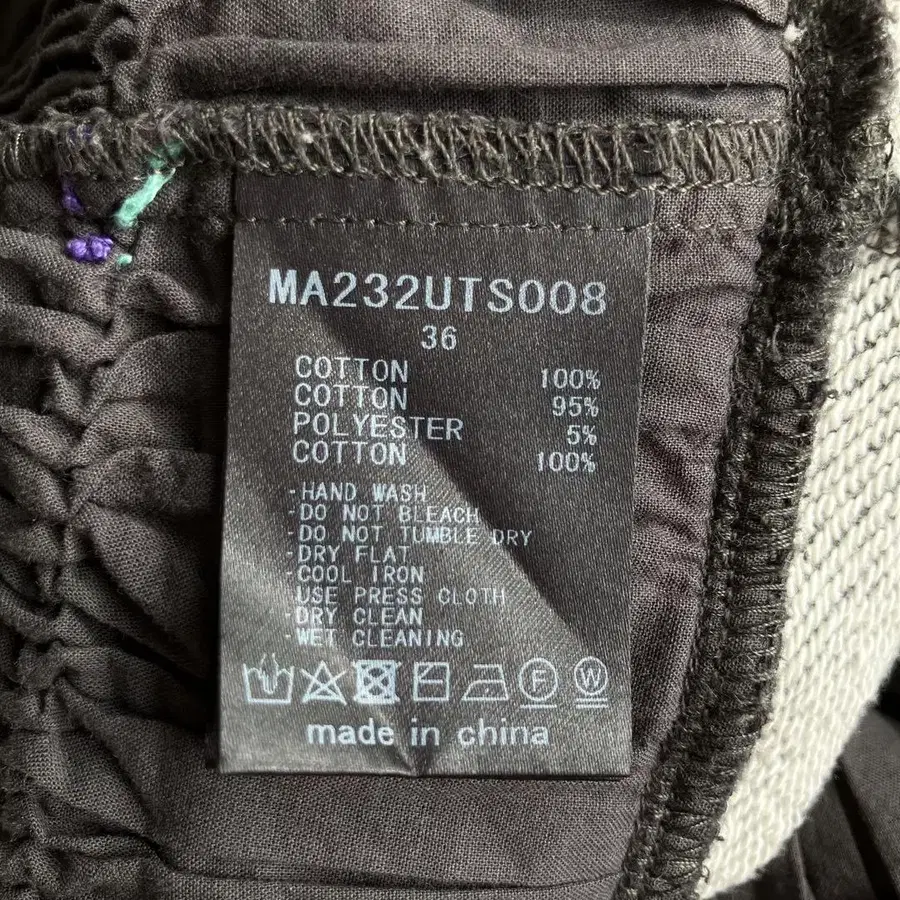 MA232UTS008
36
COTTON 100%
COTTON 95%
POLYESTER 5%
COTTON 100%
-HAND WASH
-DO NOT BLEACH
-DO NOT TUMBLE DRY
-DRY FLAT
-COOL IRON
USE PRESS CLOTH
-DRY CLEAN
-WET CLEANING
F W
made in china